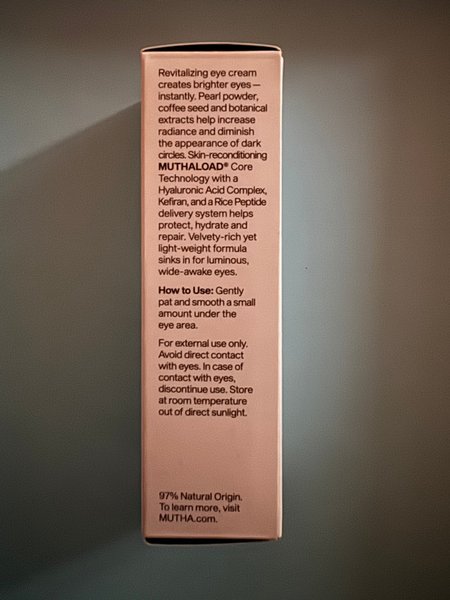 Revitalizing eye cream
creates brighter eyes—
instantly. Pearl powder,
coffee seed and botanical
extracts help increase
radiance and diminish
the appearance of dark
circles. Skin-reconditioning
MUTHALOAD® Core
Technology with a
Hyaluronic Acid Complex,
Kefiran, and a Rice Peptide
delivery system helps
protect, hydrate and
repair. Velvety-rich yet
light-weight formula
sinks in for luminous,
wide-awake eyes.
How to Use: Gently
pat and smooth a small
amount under the
eye area.
For external use only.
Avoid direct contact
with eyes. In case of
contact with eyes,
discontinue use. Store
at room temperature
out of direct sunlight.
97% Natural Origin.
To learn more, visit
MUTHA.com.